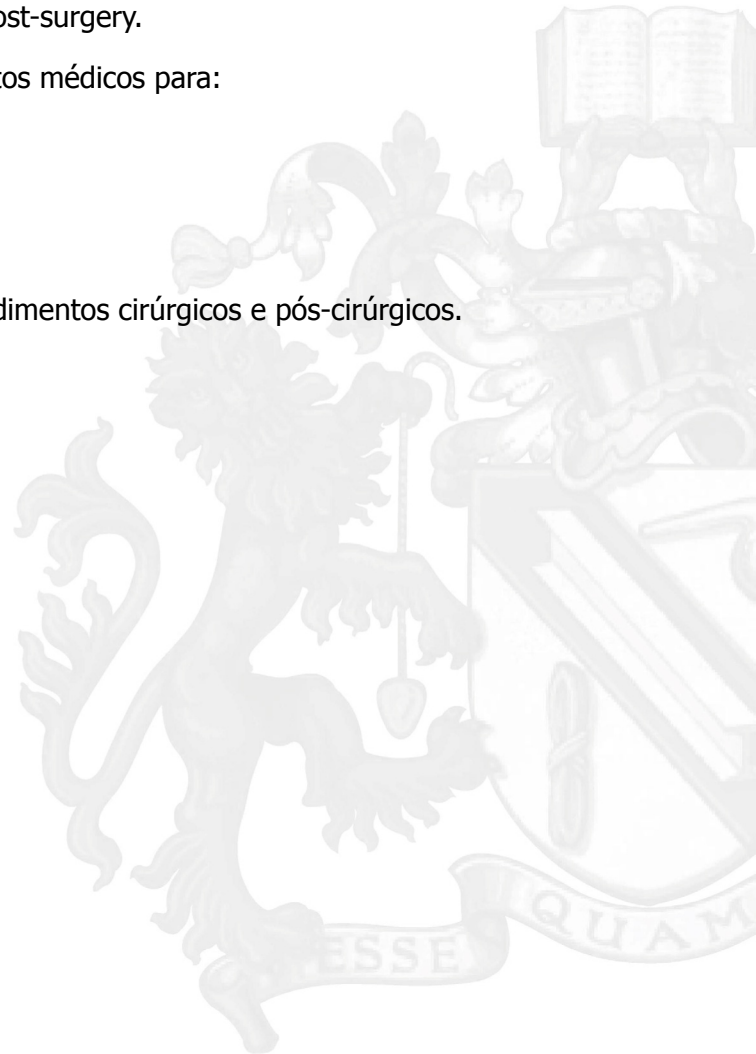 ost-surgery.
tos médicos para:
dimentos cirúrgicos e pós-cirúrgicos.
ESSE QUAM